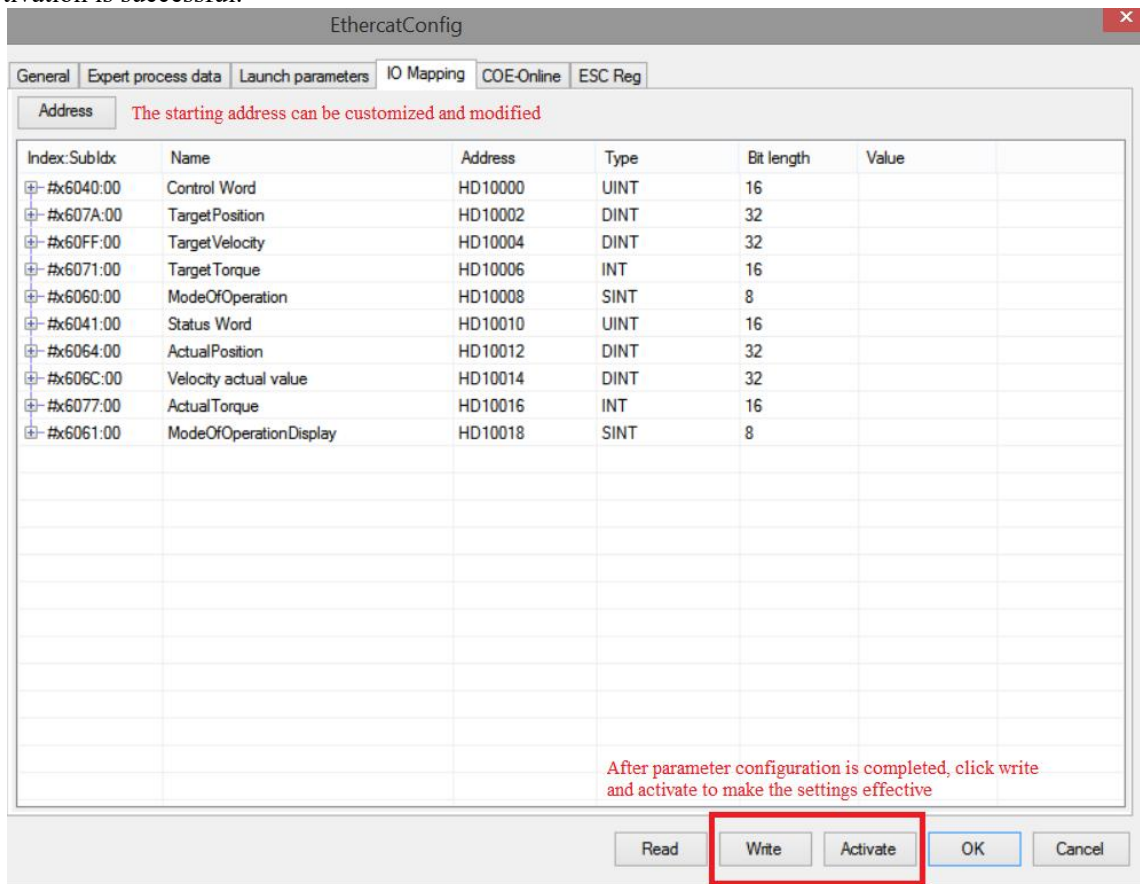 tivation is successful.
EthercatConfig
General Expert process data Launch parameters IO Mapping COE-Online ESC Reg
Address The starting address can be customized and modified
Index:SubIdx Name Address Type Bit length Value
#x6040:00 Control Word HD10000 UINT 16
#x607A:00 TargetPosition HD10002 DINT 32
#x60FF:00 TargetVelocity HD10004 DINT 32
#x6071:00 TargetTorque HD10006 INT 16
#x6060:00 ModeOfOperation HD10008 SINT 8
#x6041:00 Status Word HD10010 UINT 16
#x6064:00 ActualPosition HD10012 DINT 32
#x606C:00 Velocity actual value HD10014 DINT 32
#x6077:00 ActualTorque HD10016 INT 16
#x6061:00 ModeOfOperationDisplay HD10018 SINT 8
After parameter configuration is completed, click write
and activate to make the settings effective
Read Write Activate OK Cancel